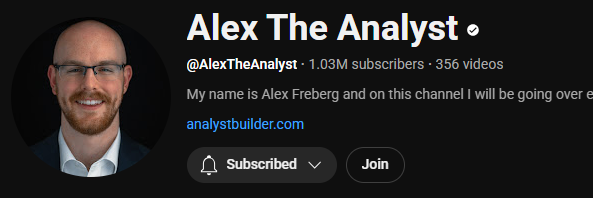 Alex The Analyst
@AlexTheAnalyst · 1.03M subscribers · 356 videos
My name is Alex Freberg and on this channel I will be going over e
analystbuilder.com
Subscribed Join